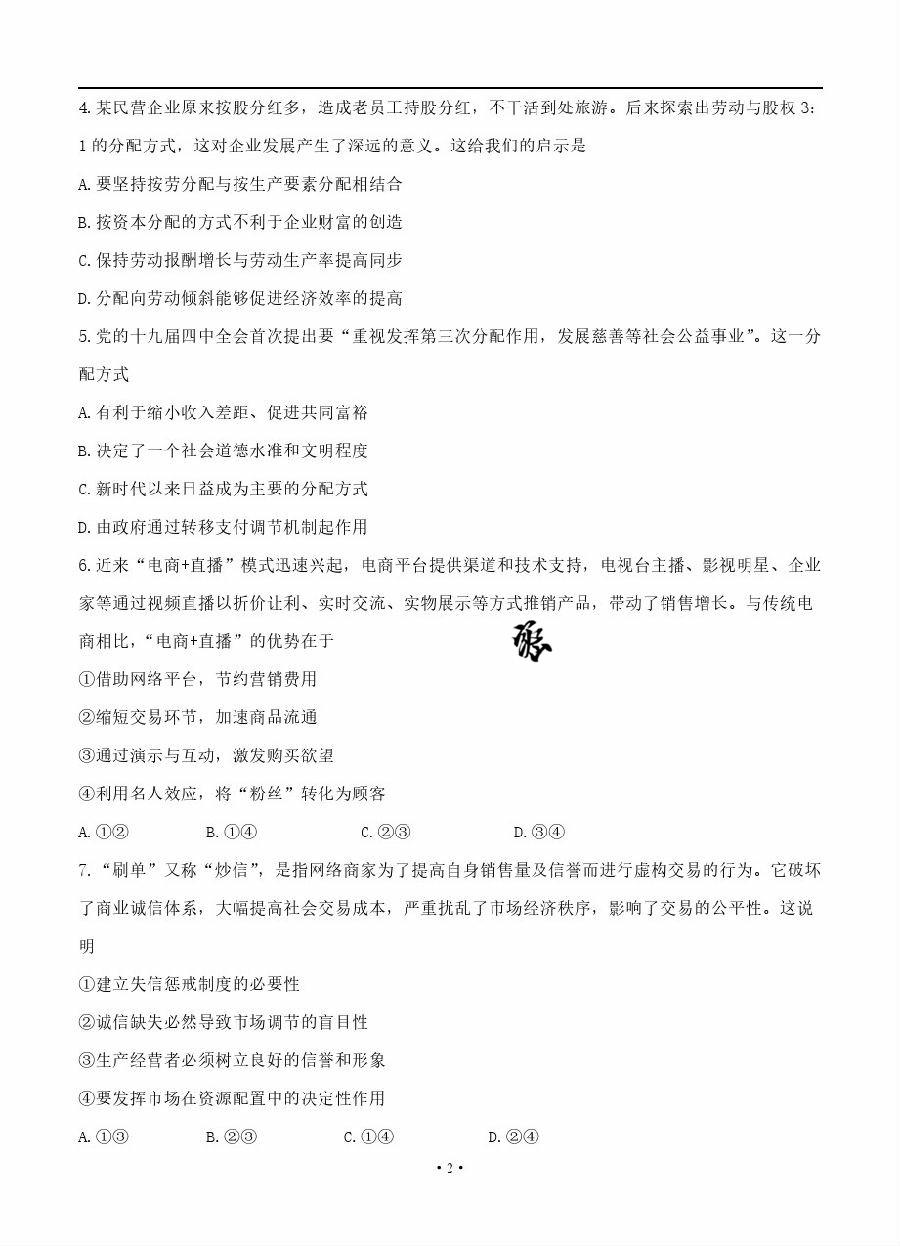 4. 某民营企业原来按股分红多，造成老员工持股分红，不干活到处旅游。后来探索出劳动与股权 3：
1 的分配方式，这对企业发展产生了深远的意义。这给我们的启示是
A. 要坚持按劳分配与按生产要素分配相结合
B. 按资本分配的方式不利于企业财富的创造
C. 保持劳动报酬增长与劳动生产率提高同步
D. 分配向劳动倾斜能够促进经济效率的提高
5. 党的十九届四中全会首次提出要“重视发挥第三次分配作用，发展慈善等社会公益事业”。这一分
配方式
A. 有利于缩小收入差距、促进共同富裕
B. 决定了一个社会道德水准和文明程度
C. 新时代以来日益成为主要的分配方式
D. 由政府通过转移支付调节机制起作用
6. 近来“电商+直播”模式迅速兴起，电商平台提供渠道和技术支持，电视台主播、影视明星、企业
家等通过视频直播以折价让利、实时交流、实物展示等方式推销产品，带动了销售增长。与传统电
商相比，“电商+直播”的优势在于
①借助网络平台，节约营销费用
②缩短交易环节，加速商品流通
③通过演示与互动，激发购买欲望
④利用名人效应，将“粉丝”转化为顾客
A. ①② B. ①④ C. ②③ D. ③④
7. “刷单”又称“炒信”，是指网络商家为了提高自身销售量及信誉而进行虚构交易的行为。它破坏
了商业诚信体系，大幅提高社会交易成本，严重扰乱了市场经济秩序，影响了交易的公平性。这说
明
①建立失信惩戒制度的必要性
②诚信缺失必然导致市场调节的盲目性
③生产经营者必须树立良好的信誉和形象
④要发挥市场在资源配置中的决定性作用
A. ①③ B. ②③ C. ①④ D. ②④
• 2 •